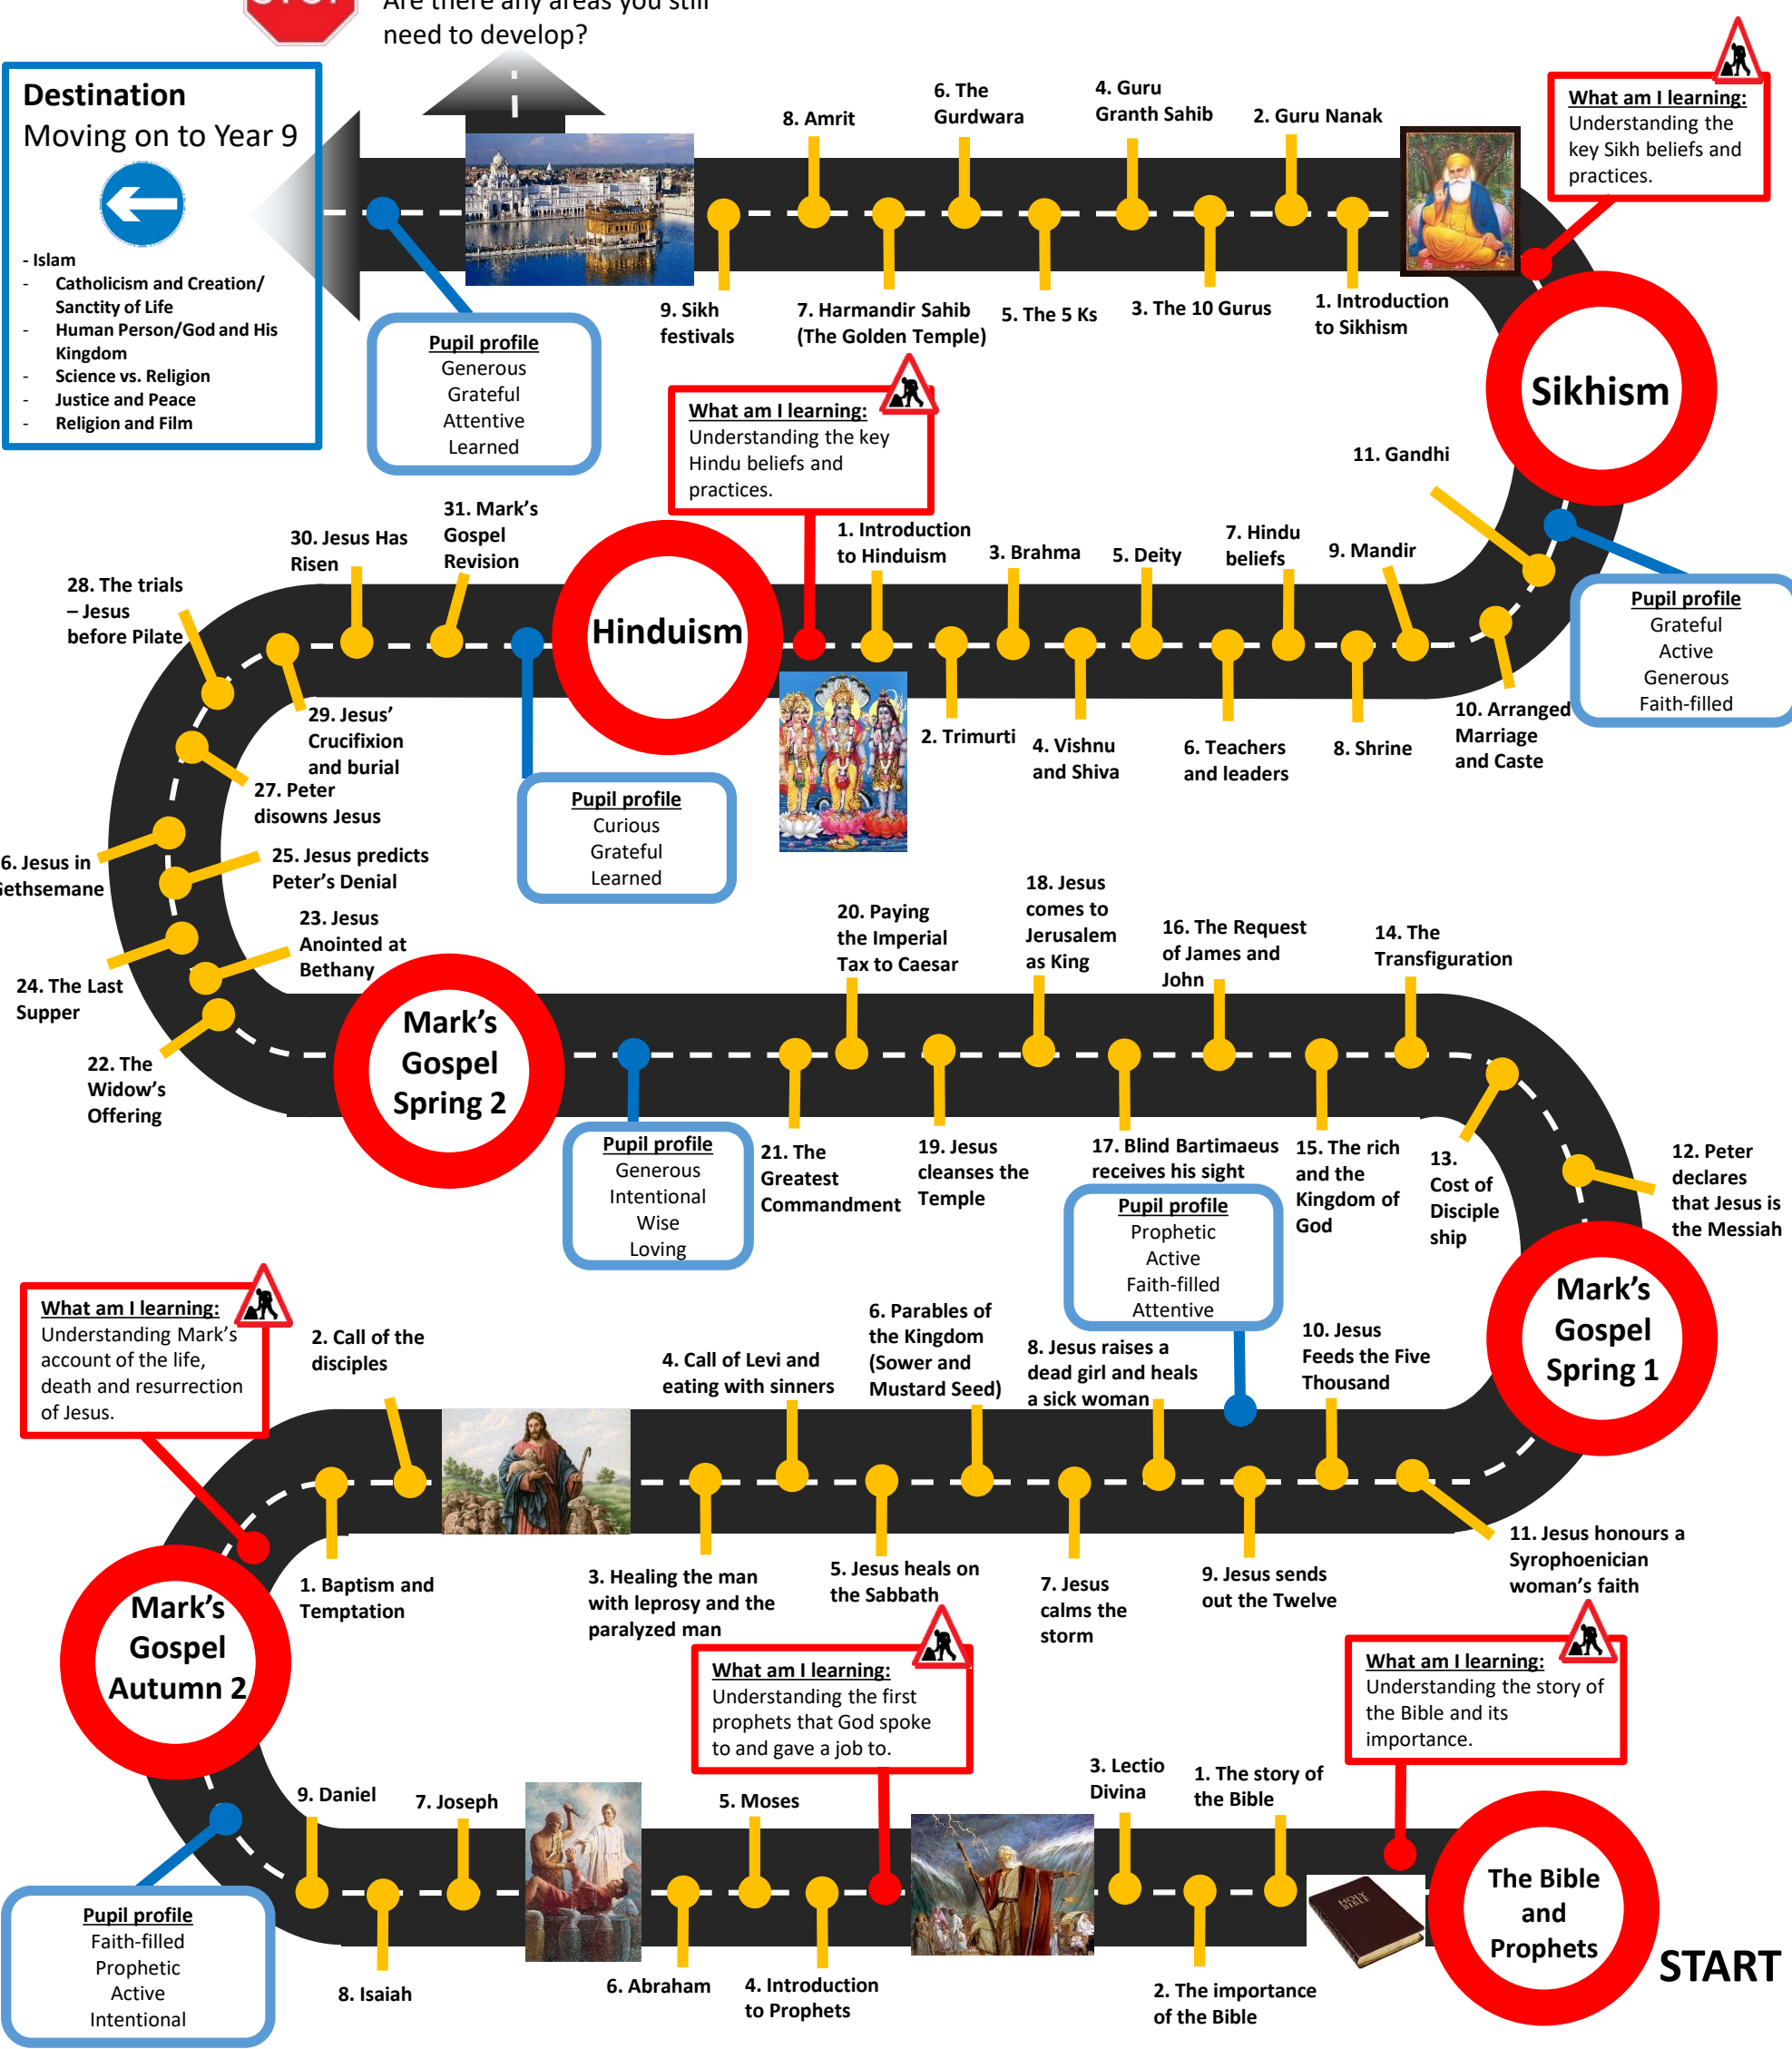 STOP
Are there any areas you still
need to develop?
Destination
Moving on to Year 9
- Islam
- Catholicism and Creation/
Sanctity of Life
- Human Person/God and His
Kingdom
- Science vs. Religion
- Justice and Peace
- Religion and Film
8. Amrit
6. The
Gurdwara
4. Guru
Granth Sahib
2. Guru Nanak
What am I learning:
Understanding the
key Sikh beliefs and
practices.
9. Sikh
festivals
7. Harmandir Sahib
(The Golden Temple)
5. The 5 Ks
3. The 10 Gurus
1. Introduction
to Sikhism
Pupil profile
Generous
Grateful
Attentive
Learned
Sikhism
What am I learning:
Understanding the key
Hindu beliefs and
practices.
11. Gandhi
30. Jesus Has
Risen
31. Mark's
Gospel
Revision
1. Introduction
to Hinduism
3. Brahma
5. Deity
7. Hindu
beliefs
9. Mandir
28. The trials
– Jesus
before Pilate
Hinduism
Pupil profile
Grateful
Active
Generous
Faith-filled
29. Jesus'
Crucifixion
and burial
2. Trimurti
4. Vishnu
and Shiva
6. Teachers
and leaders
8. Shrine
10. Arranged
Marriage
and Caste
27. Peter
disowns Jesus
Pupil profile
Curious
Grateful
Learned
6. Jesus in
Gethsemane
25. Jesus predicts
Peter's Denial
23. Jesus
Anointed at
Bethany
24. The Last
Supper
22. The
Widow's
Offering
Mark's
Gospel
Spring 2
20. Paying
the Imperial
Tax to Caesar
18. Jesus
comes to
Jerusalem
as King
16. The Request
of James and
John
14. The
Transfiguration
Pupil profile
Generous
Intentional
Wise
Loving
21. The
Greatest
Commandment
19. Jesus
cleanses the
Temple
17. Blind Bartimaeus
receives his sight
15. The rich
and the
Kingdom of
God
13.
Cost of
Disciple
ship
12. Peter
declares
that Jesus is
the Messiah
Pupil profile
Prophetic
Active
Faith-filled
Attentive
Mark's
Gospel
Spring 1
What am I learning:
Understanding Mark's
account of the life,
death and resurrection
of Jesus.
2. Call of the
disciples
4. Call of Levi and
eating with sinners
6. Parables of
the Kingdom
(Sower and
Mustard Seed)
8. Jesus raises a
dead girl and heals
a sick woman
10. Jesus
Feeds the Five
Thousand
1. Baptism and
Temptation
3. Healing the man
with leprosy and the
paralyzed man
5. Jesus heals on
the Sabbath
7. Jesus
calms the
storm
9. Jesus sends
out the Twelve
11. Jesus honours a
Syrophoenician
woman's faith
Mark's
Gospel
Autumn 2
What am I learning:
Understanding the first
prophets that God spoke
to and gave a job to.
What am I learning:
Understanding the story of
the Bible and its
importance.
9. Daniel
7. Joseph
5. Moses
3. Lectio
Divina
1. The story of
the Bible
HOLY
BIBLE
The Bible
and
Prophets
START
Pupil profile
Faith-filled
Prophetic
Active
Intentional
8. Isaiah
6. Abraham
4. Introduction
to Prophets
2. The importance
of the Bible